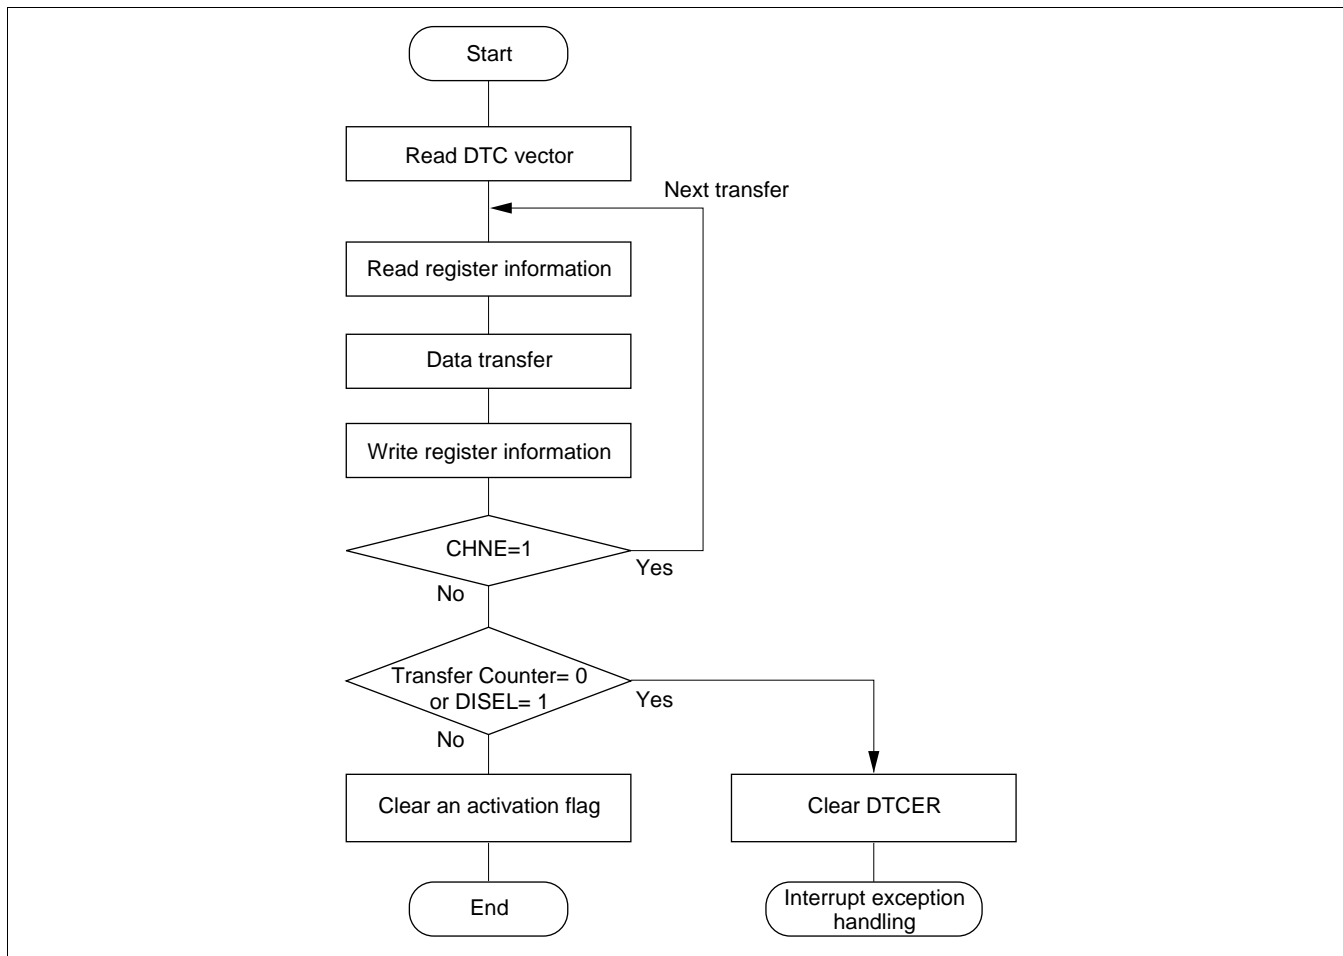 Start
Read DTC vector
Next transfer
Read register information
Data transfer
Write register information
CHNE=1
Yes
No
Transfer Counter= 0
or DISEL= 1
Yes
No
Clear an activation flag
Clear DTCER
End
Interrupt exception
handling